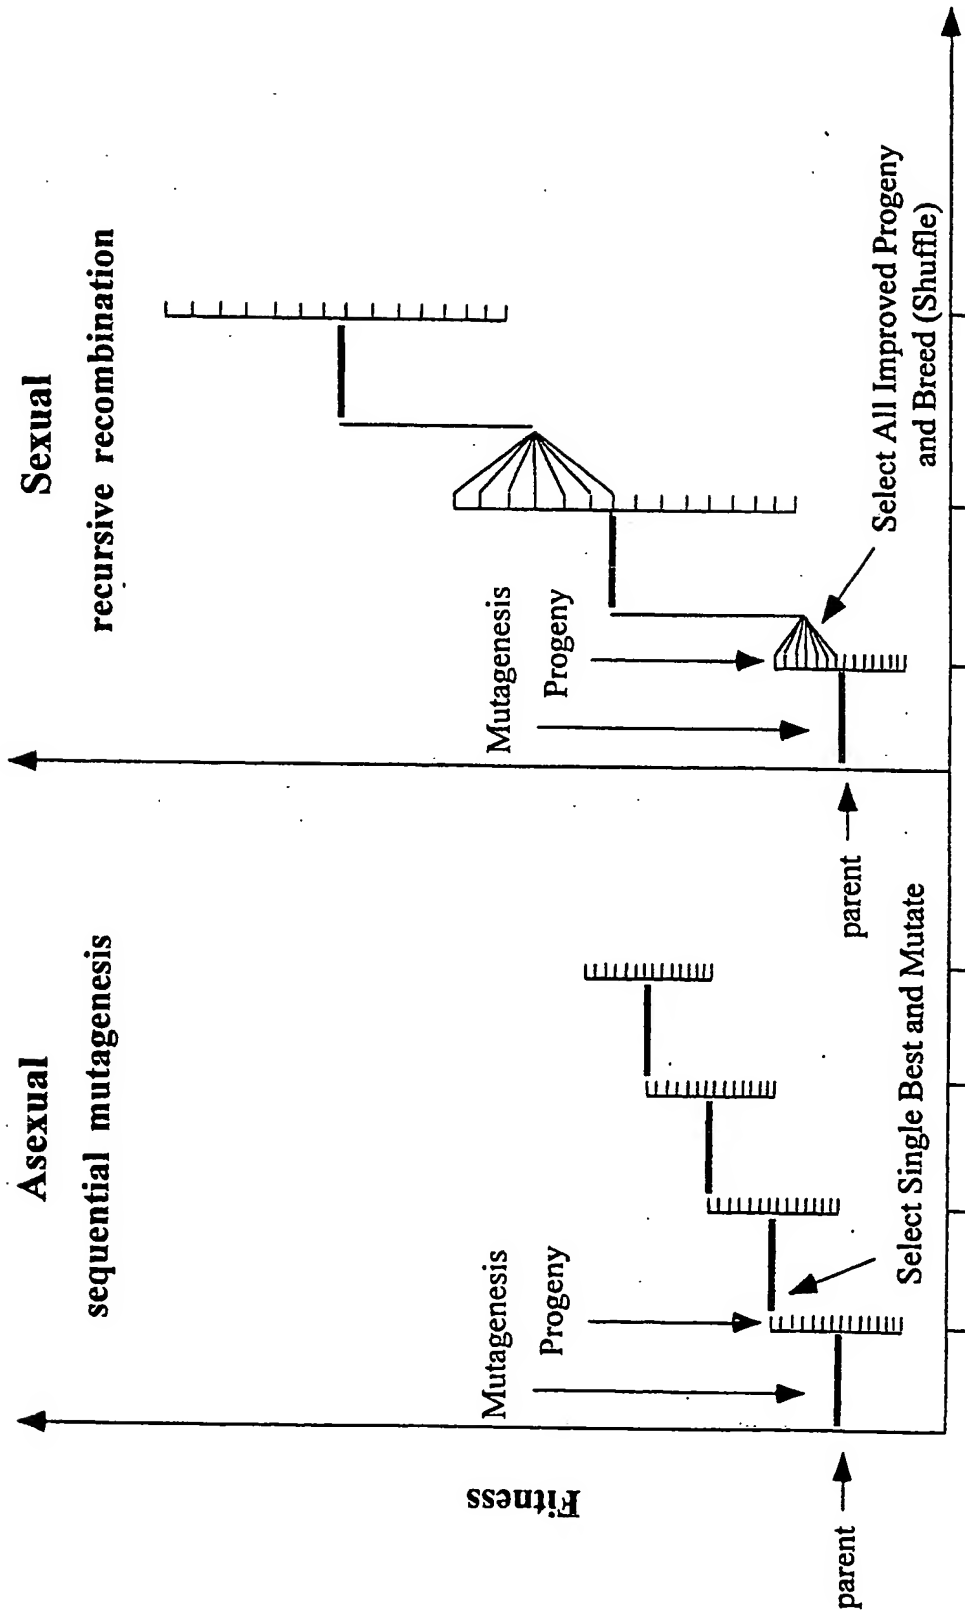 Asexual
sequential mutagenesis
Sexual
recursive recombination
Fitness
Mutagenesis
Progeny
parent
Select Single Best and Mutate
Mutagenesis
Progeny
parent
Select All Improved Progeny
and Breed (Shuffle)